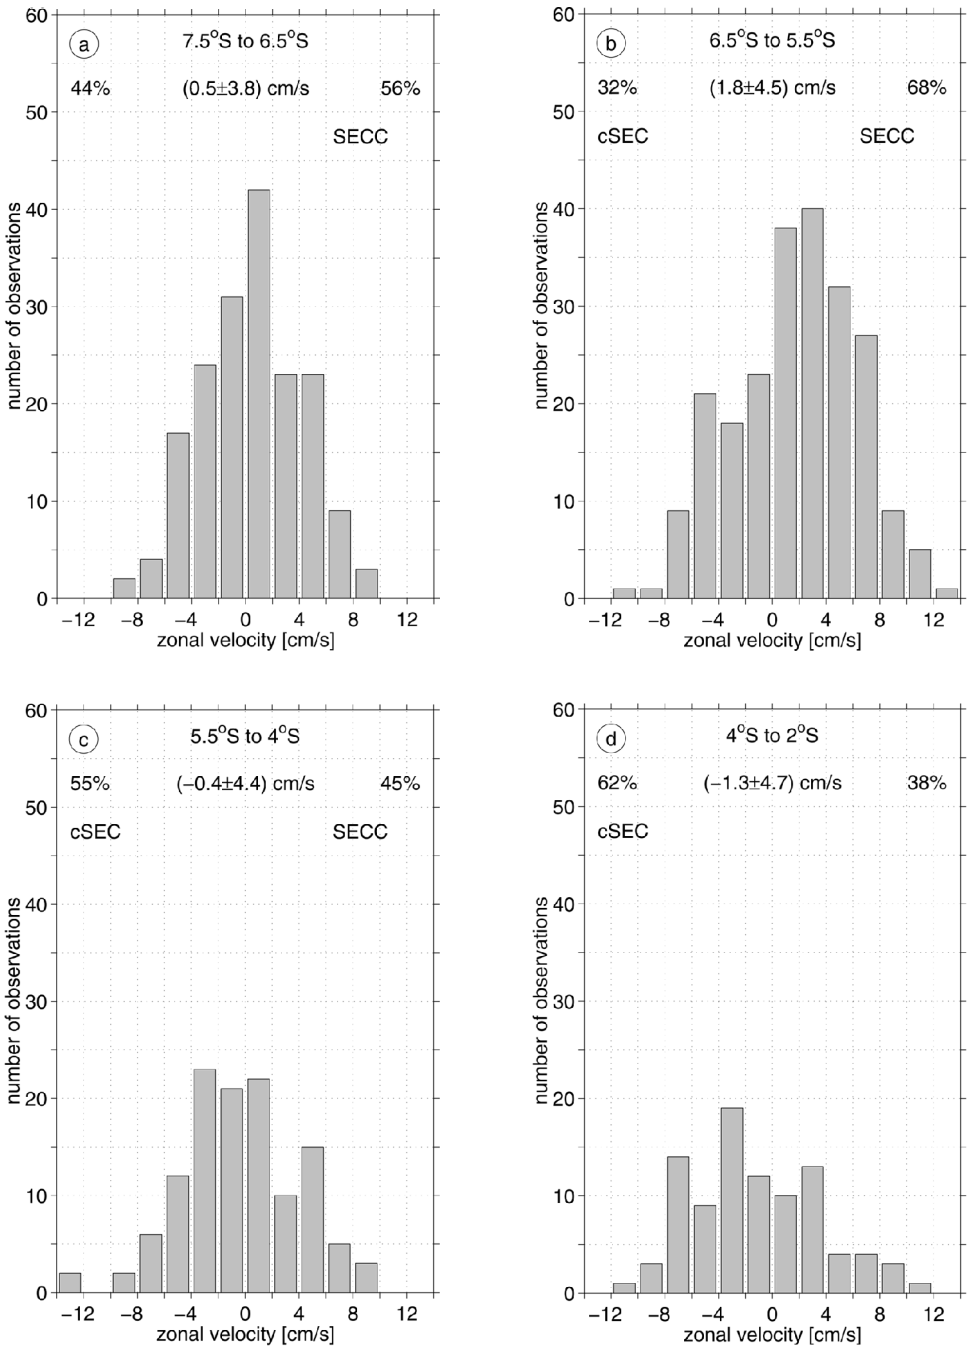 a
7.5°S to 6.5°S
44%
(0.5±3.8) cm/s
56%
SECC
number of observations
60
50
40
30
20
10
0
−12
−8
−4
0
4
8
12
zonal velocity [cm/s]
b
6.5°S to 5.5°S
32%
(1.8±4.5) cm/s
68%
cSEC
SECC
number of observations
60
50
40
30
20
10
0
−12
−8
−4
0
4
8
12
zonal velocity [cm/s]
c
5.5°S to 4°S
55%
(−0.4±4.4) cm/s
45%
cSEC
SECC
number of observations
60
50
40
30
20
10
0
−12
−8
−4
0
4
8
12
zonal velocity [cm/s]
d
4°S to 2°S
62%
(−1.3±4.7) cm/s
38%
cSEC
number of observations
60
50
40
30
20
10
0
−12
−8
−4
0
4
8
12
zonal velocity [cm/s]